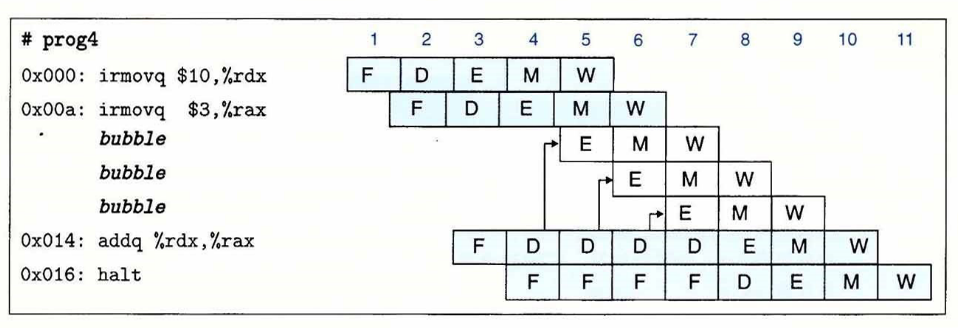 # prog4 1 2 3 4 5 6 7 8 9 10 11
0x000: irmovq $10,%rdx F D E M W
0x00a: irmovq $3,%rax F D E M W
bubble E M W
bubble E M W
bubble E M W
0x014: addq %rdx,%rax F D D D D E M W
0x016: halt F F F F D E M W